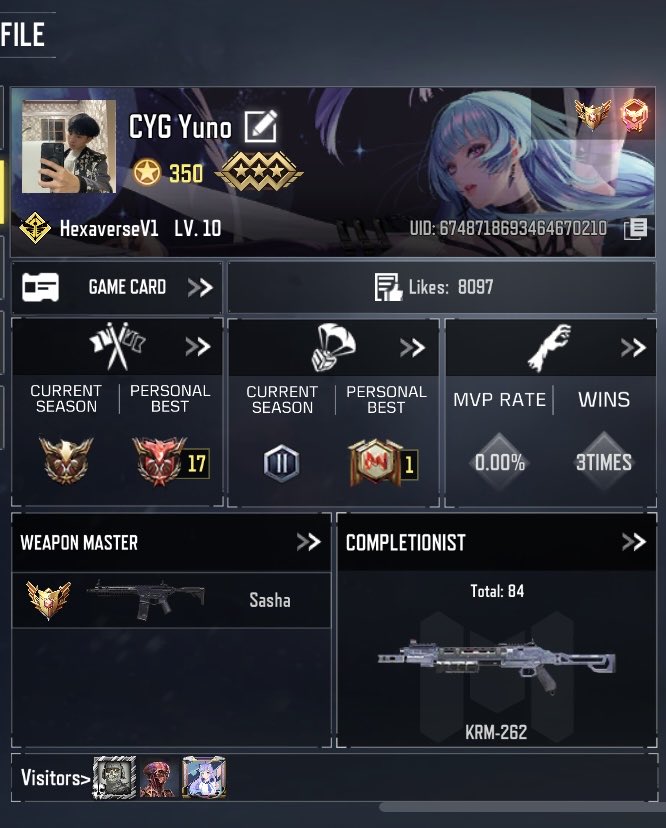 FILE
CYG Yuno
350
HexaverseV1 LV. 10
UID: 6748718693464670210
GAME CARD
Likes: 8097
CURRENT SEASON
PERSONAL BEST
17
CURRENT SEASON
PERSONAL BEST
1
MVP RATE
WINS
0.00%
3TIMES
WEAPON MASTER
Sasha
COMPLETIONIST
Total: 84
KRM-262
Visitors>